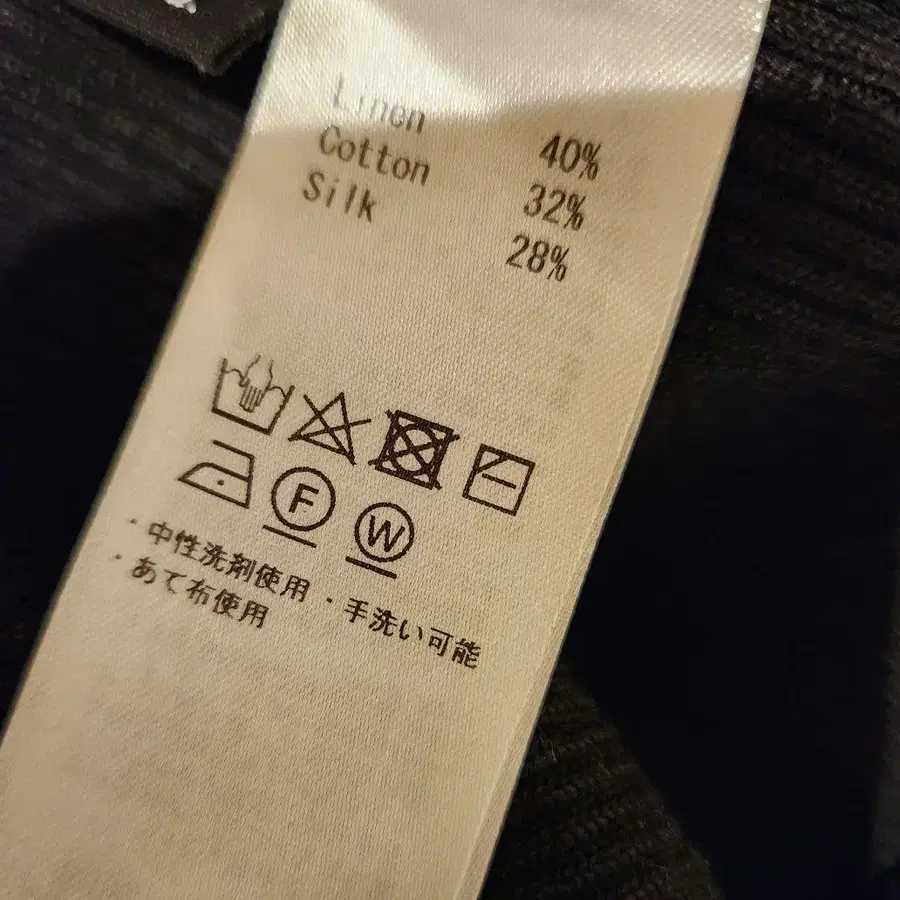 Linen 40%
Cotton 32%
Silk 28%
F W
・中性洗剤使用・手洗い可能
・あて布使用